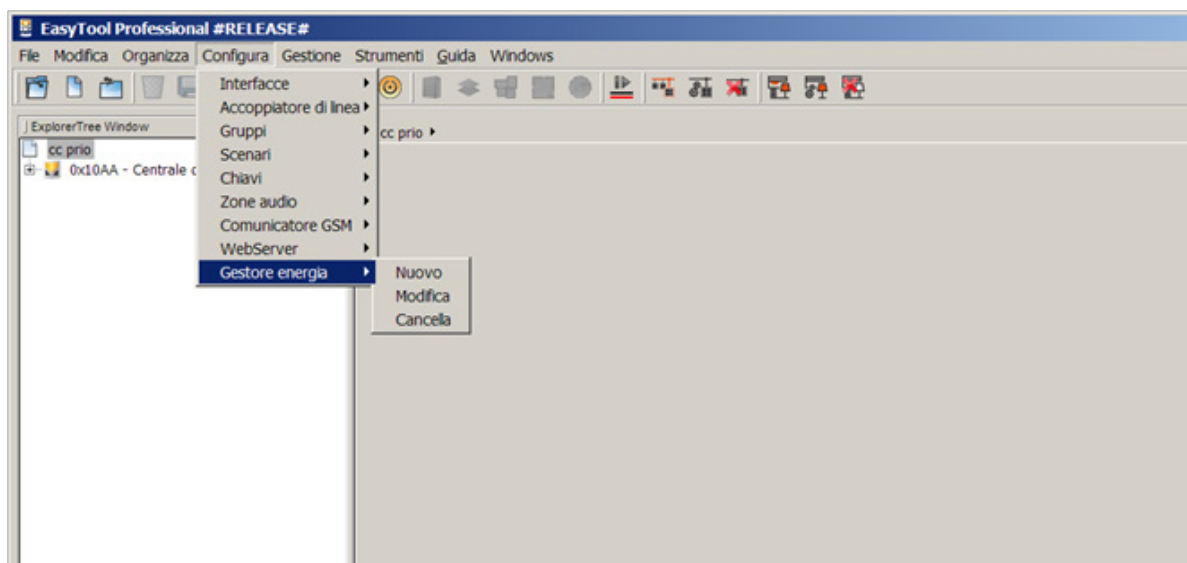 EasyTool Professional #RELEASE#
File Modifica Organizza Configura Gestione Strumenti Guida Windows
ExplorerTree Window
cc prio
cc prio
0x10AA - Centrale
Interfacce
Accoppiatore di linea
Gruppi
Scenari
Chiavi
Zone audio
Comunicatore GSM
WebServer
Gestore energia
Nuovo
Modifica
Cancella